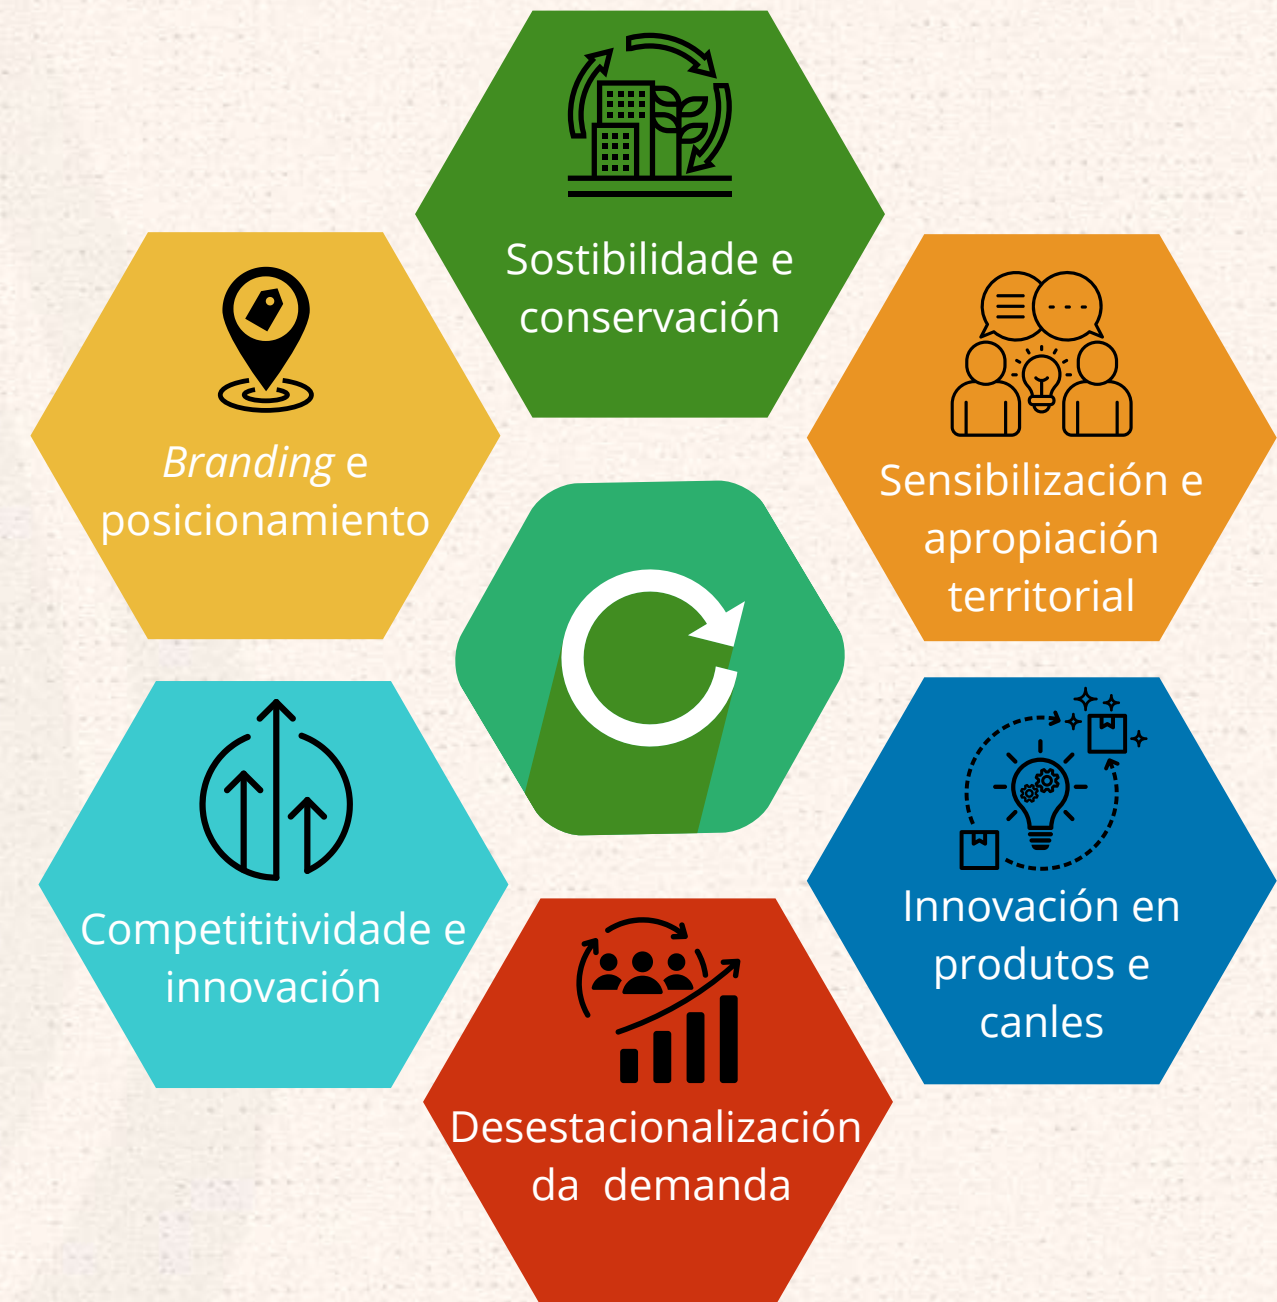 Sostibilidade e
conservación
Branding e
posicionamiento
Sensibilización e
apropiación
territorial
Competititividade e
innovación
Innovación en
produtos e
canles
Desestacionalización
da demanda